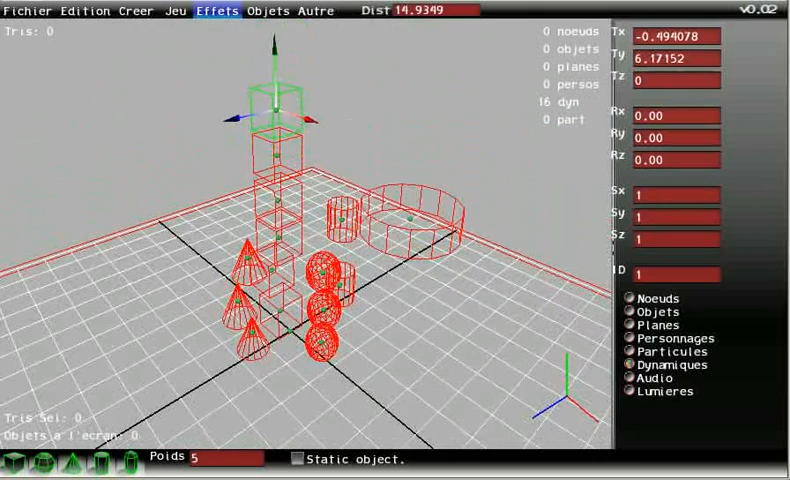 Fichier Edition Creer Jeu Effets Objets Autre Dist 14.9349 v0.02
Tris: 0
0 noeuds
0 objets
0 planes
0 persos
16 dyn
0 part
Tx -0.494078
Ty 6.17152
Tz 0
Rx 0.00
Ry 0.00
Rz 0.00
Sx 1
Sy 1
Sz 1
ID 1
Noeuds
Objets
Planes
Personnages
Particules
Dynamiques
Audio
Lumieres
Tris Sel: 0
Objets a l'ecran: 0
Poids 5 Static object.